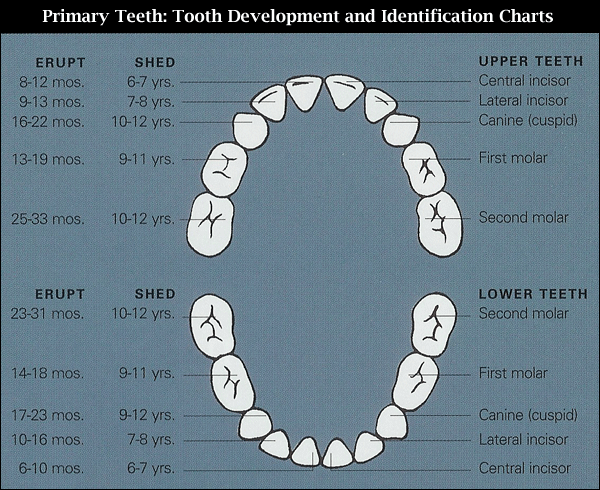 Primary Teeth: Tooth Development and Identification Charts
ERUPT SHED UPPER TEETH
8-12 mos. 6-7 yrs. Central incisor
9-13 mos. 7-8 yrs. Lateral incisor
16-22 mos. 10-12 yrs. Canine (cuspid)
13-19 mos. 9-11 yrs. First molar
25-33 mos. 10-12 yrs. Second molar
ERUPT SHED LOWER TEETH
23-31 mos. 10-12 yrs. Second molar
14-18 mos. 9-11 yrs. First molar
17-23 mos. 9-12 yrs. Canine (cuspid)
10-16 mos. 7-8 yrs. Lateral incisor
6-10 mos. 6-7 yrs. Central incisor